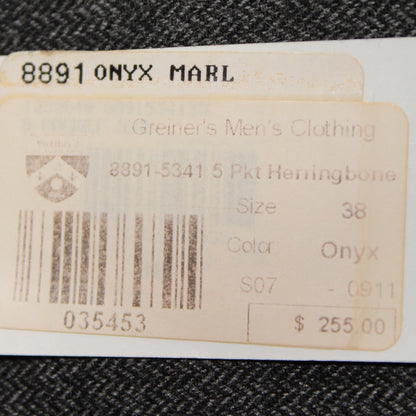 8891 ONYX MARL
Greiner's Men's Clothing
8891-5341 5 Pkt Herringbone
Size 38
Color Onyx
S07 - 0911
035453
$ 255.00